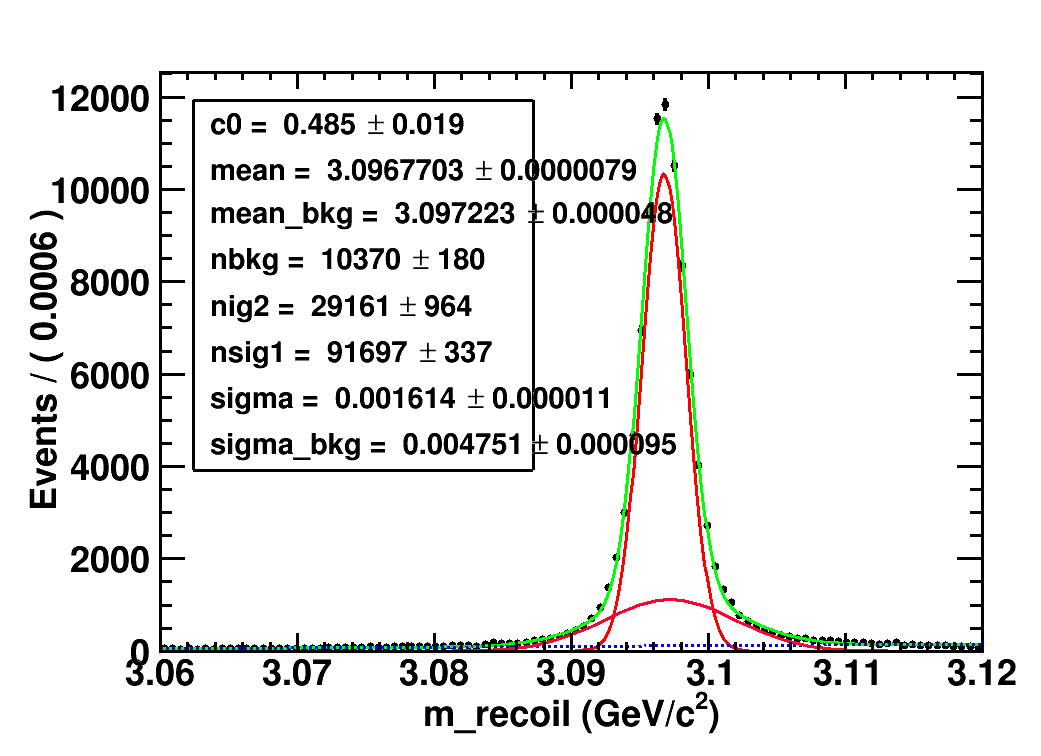 12000
10000
8000
6000
4000
2000
0
Events / ( 0.0006 )
c0 = 0.485 ± 0.019
mean = 3.0967703 ± 0.0000079
mean_bkg = 3.097223 ± 0.000048
nbkg = 10370 ± 180
nig2 = 29161 ± 964
nsig1 = 91697 ± 337
sigma = 0.001614 ± 0.000011
sigma_bkg = 0.004751 ± 0.000095
3.06 3.07 3.08 3.09 3.1 3.11 3.12
m_recoil (GeV/c²)